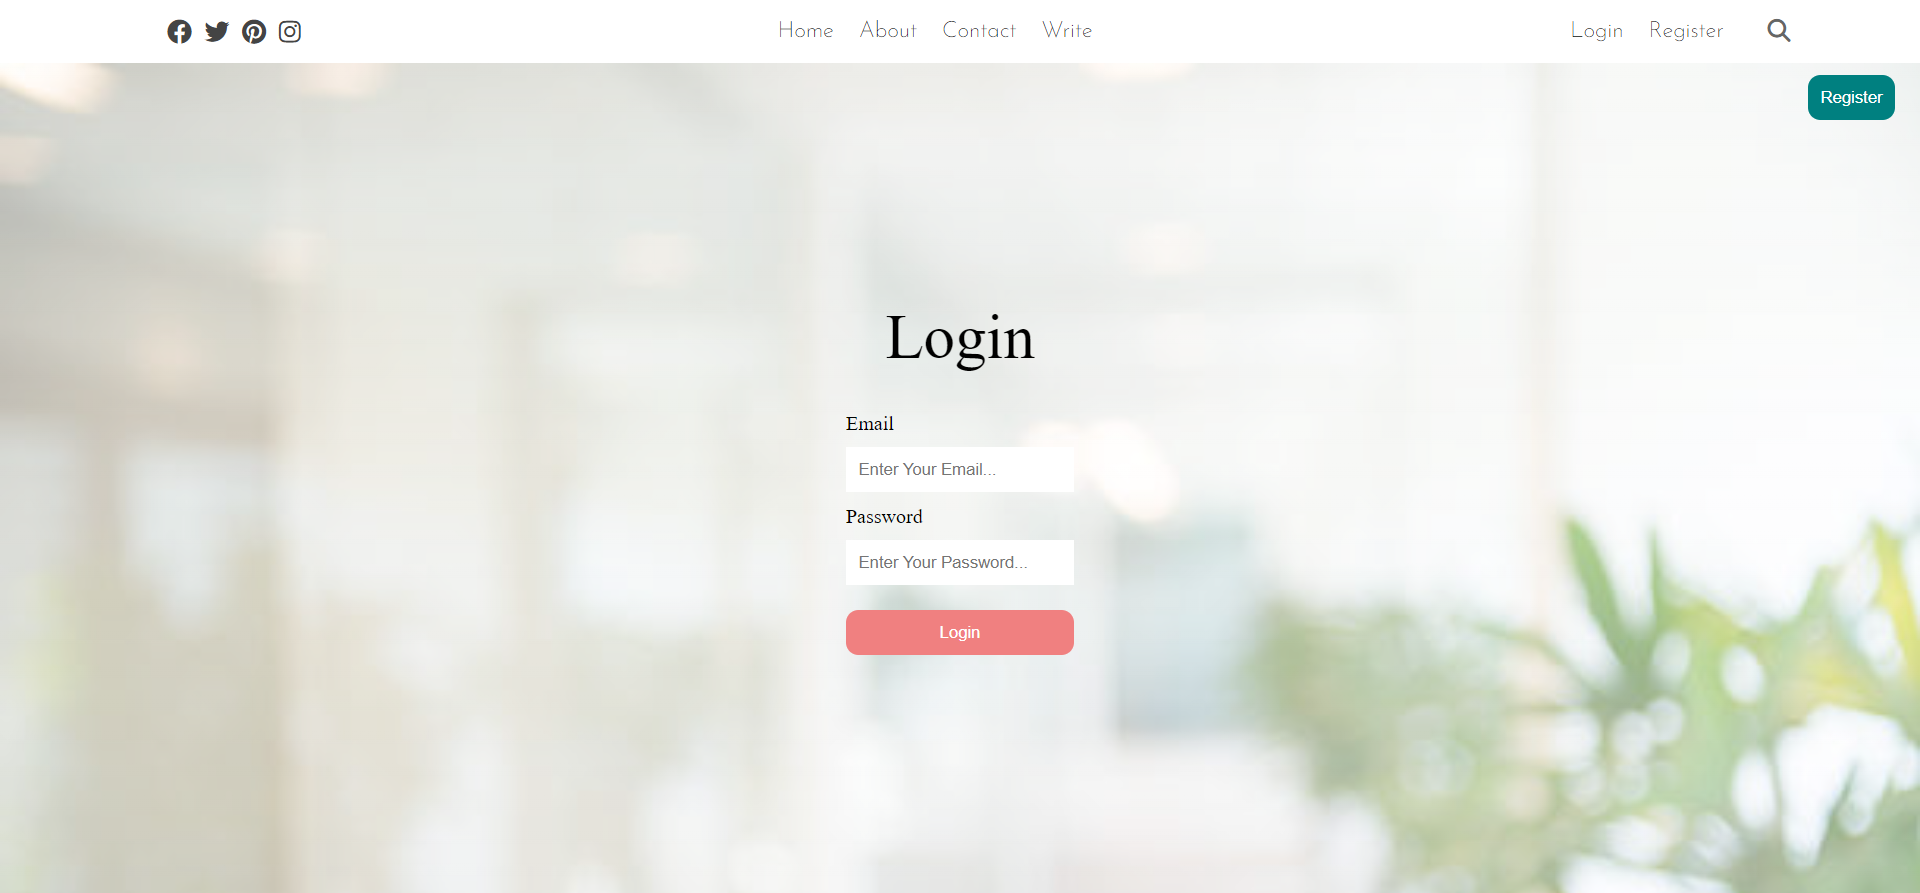 Home About Contact Write Login Register
Register
Login
Email
Enter Your Email...
Password
Enter Your Password...
Login